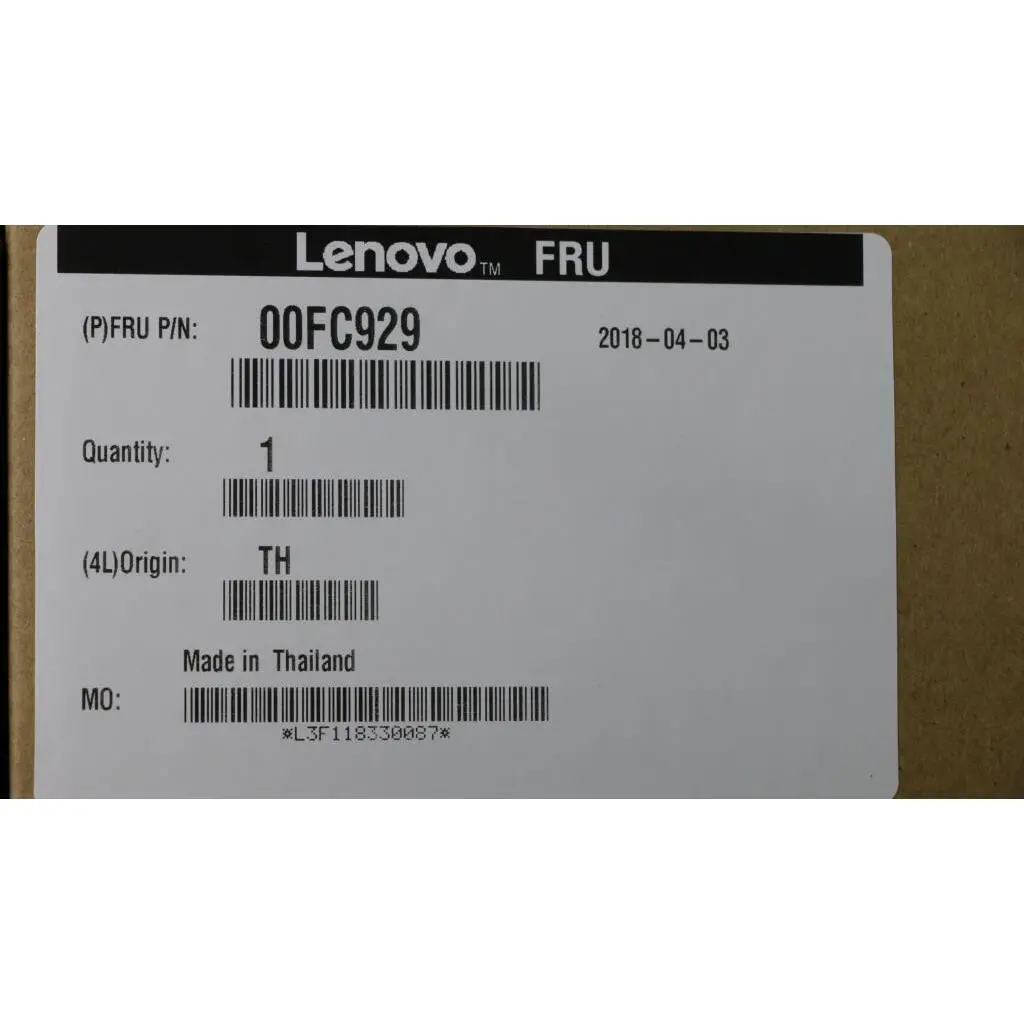 Lenovo™ FRU
(P)FRU P/N: 00FC929 2018-04-03
Quantity: 1
(4L)Origin: TH
Made in Thailand
MO:
*L3F118330087*